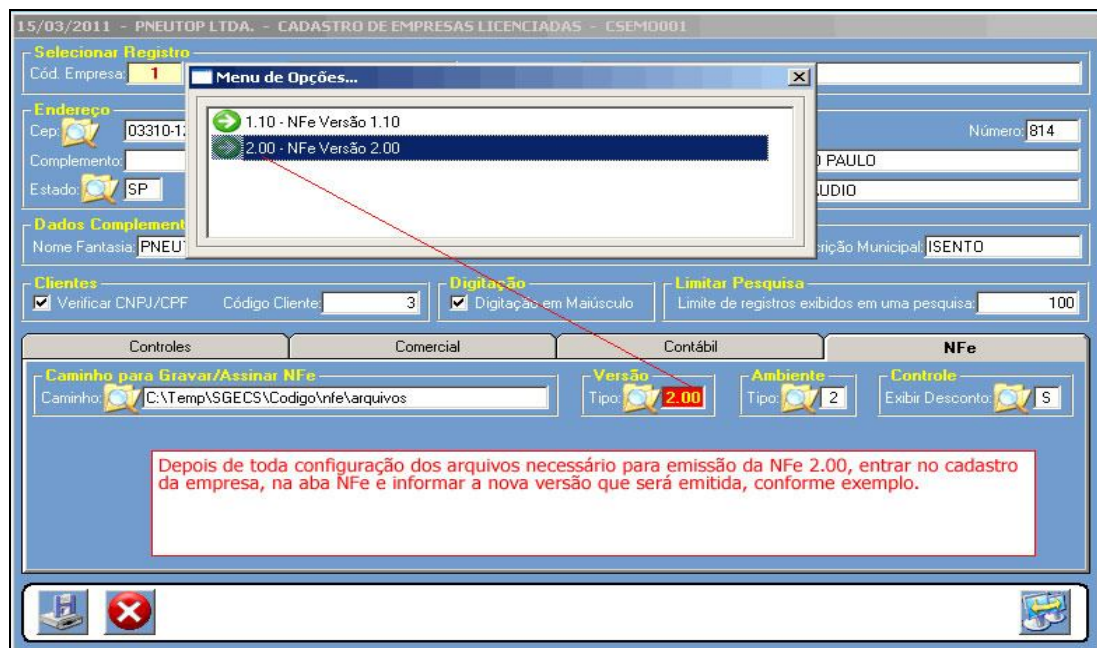 15/03/2011 - PNEUTOP LTDA. - CADASTRO DE EMPRESAS LICENCIADAS - CSEM0001
Selecionar Registro
Cód. Empresa: 1
Menu de Opções...
1.10 - NFe Versão 1.10
2.00 - NFe Versão 2.00
Endereço
Cep: 03310-1 Número: 814
Complemento: PAULO
Estado: SP UDIO
Dados Complement
Nome Fantasia: PNEU rição Municipal: ISENTO
Clientes Digitação Limitar Pesquisa
Verificar CNPJ/CPF Código Cliente: 3 Digitação em Maiúsculo Limite de registros exibidos em uma pesquisa: 100
Controles Comercial Contábil NFe
Caminho para Gravar/Assinar NFe Versão Ambiente Controle
Caminho: C:\Temp\SGECS\Codigo\nfe\arquivos Tipo: 2.00 Tipo: 2 Exibir Desconto: S
Depois de toda configuração dos arquivos necessário para emissão da NFe 2.00, entrar no cadastro
da empresa, na aba NFe e informar a nova versão que será emitida, conforme exemplo.